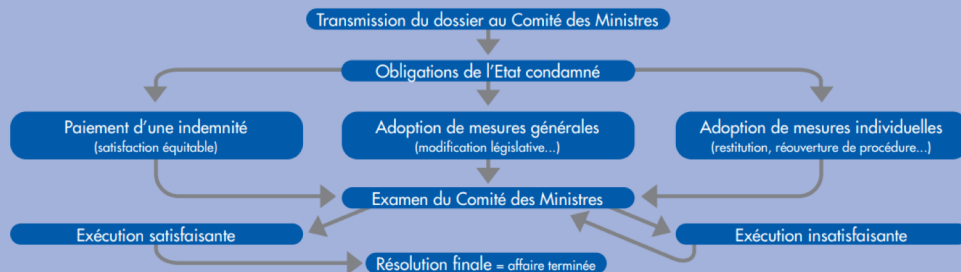 Transmission du dossier au Comité des Ministres
Obligations de l'Etat condamné
Paiement d'une indemnité
(satisfaction équitable)
Adoption de mesures générales
(modification législative...)
Adoption de mesures individuelles
(restitution, réouverture de procédure...)
Examen du Comité des Ministres
Exécution satisfaisante
Exécution insatisfaisante
Résolution finale = affaire terminée